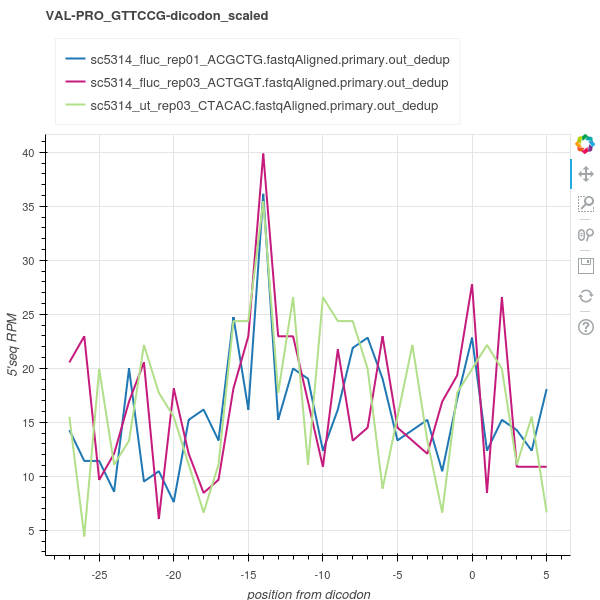 VAL-PRO_GTTCCG-dicodon_scaled
sc5314_fluc_rep01_ACGCTG.fastqAligned.primary.out_dedup
sc5314_fluc_rep03_ACTGGT.fastqAligned.primary.out_dedup
sc5314_ut_rep03_CTACAC.fastqAligned.primary.out_dedup
40
35
30
25
20
15
10
5
5'seq RPM
-25 -20 -15 -10 -5 0 5
position from dicodon